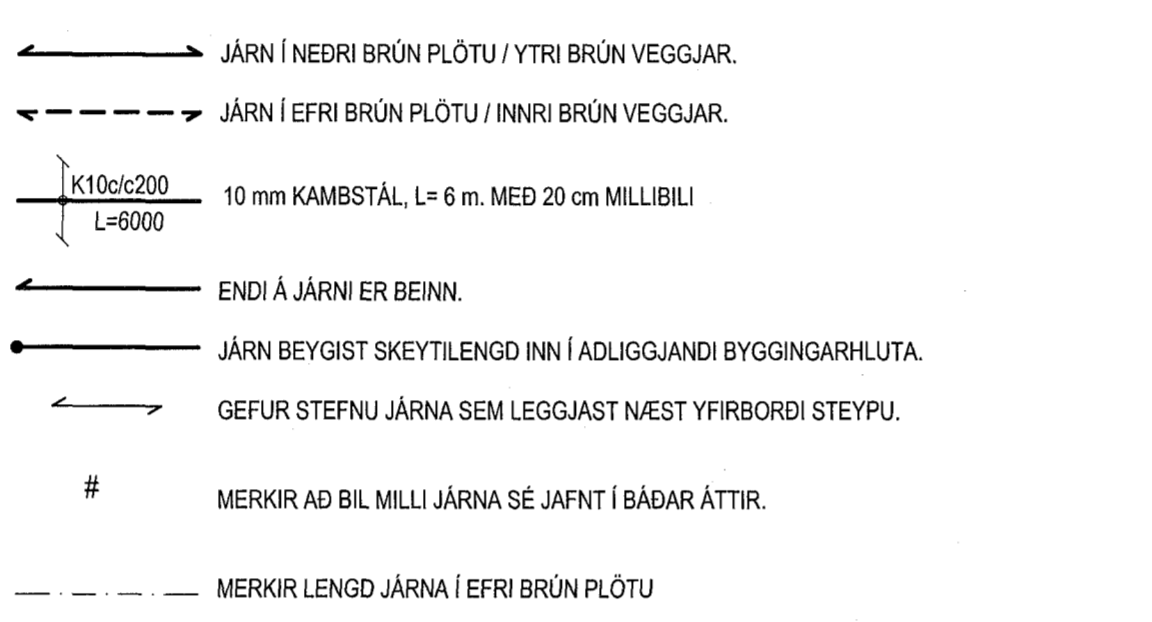 JÁRN Í NEÐRI BRÚN PLÖTU / YTRI BRÚN VEGGJAR.
JÁRN Í EFRI BRÚN PLÖTU / INNRI BRÚN VEGGJAR.
K10c/c200
L=6000
10 mm KAMBSTÁL, L= 6 m. MEÐ 20 cm MILLIBILI
ENDI Á JÁRNI ER BEINN.
JÁRN BEYGIST SKEYTILENGD INN Í ADLIGGJANDI BYGGINGARHLUTA.
GEFUR STEFNU JÁRNA SEM LEGGJAST NÆST YFIRBORÐI STEYPU.
# MERKIR AÐ BIL MILLI JÁRNA SÉ JAFNT Í BÁÐAR ÁTTIR.
MERKIR LENGD JÁRNA Í EFRI BRÚN PLÖTU